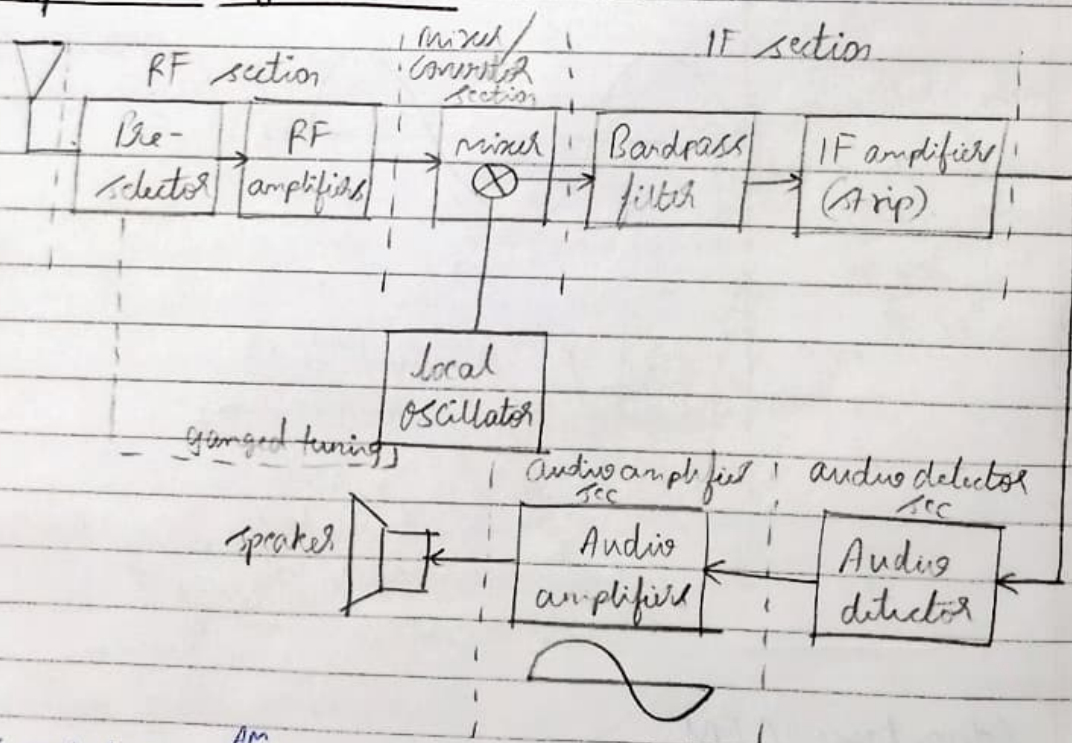 mixer/
IF section
RF section
converter
section
Pre-
selector
RF
amplifiers
mixer
Bandpass
filter
IF amplifier
(strip)
local
oscillator
ganged tuning
audio amplifier
sec
audio detector
sec
speaker
Audio
amplifier
Audio
detector
AM